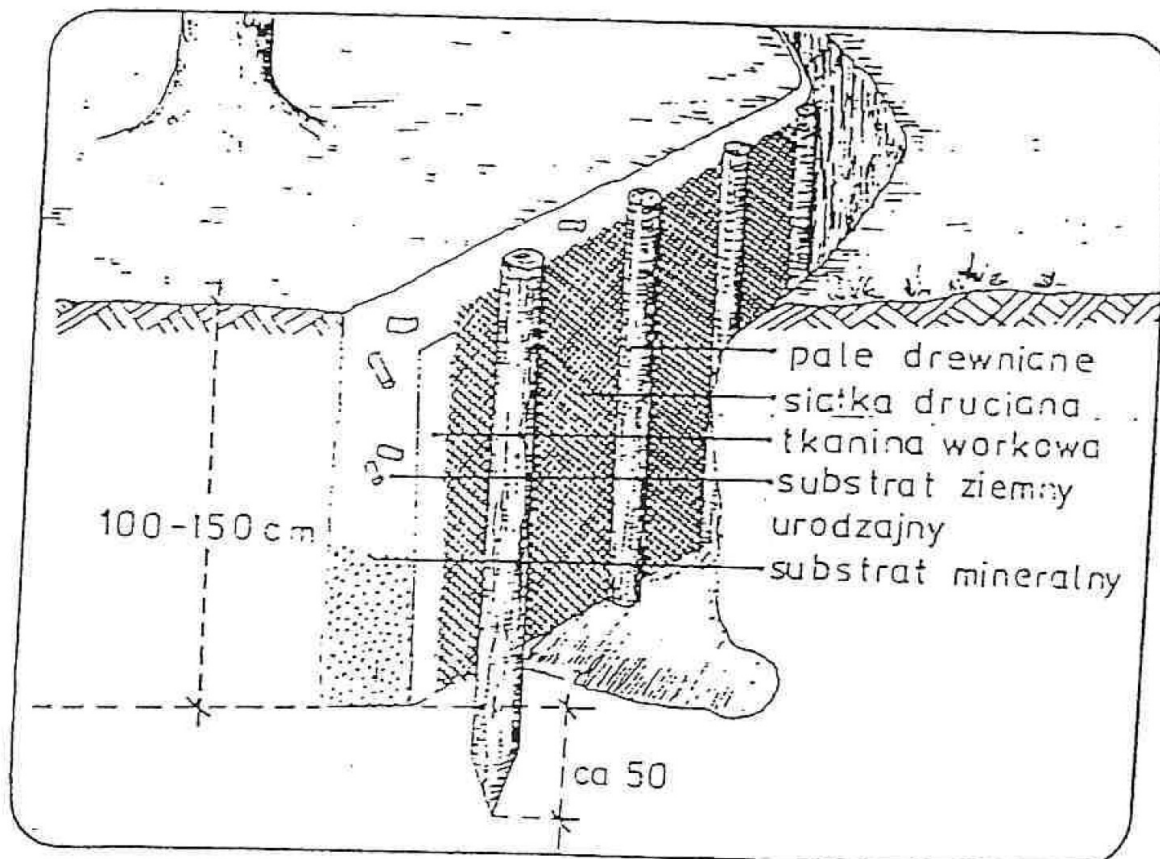 pale drewniane
siatka druciana
tkanina workowa
substrat ziemny
urodzajny
100-150 cm
substrat mineralny
ca 50